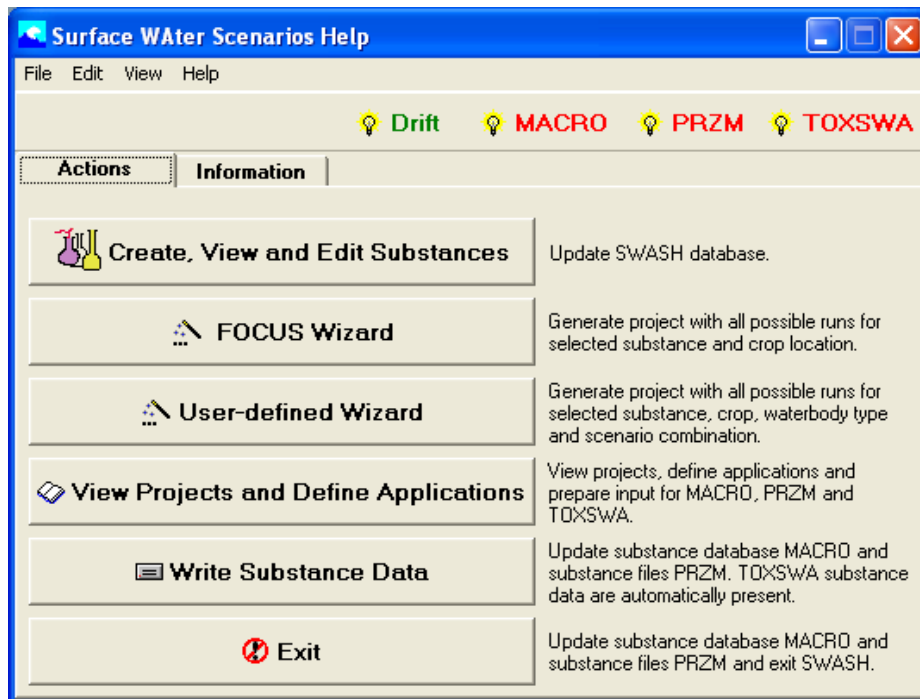 Surface WAter Scenarios Help
File Edit View Help
Drift MACRO PRZM TOXSWA
Actions Information
Create, View and Edit Substances
Update SWASH database.
FOCUS Wizard
Generate project with all possible runs for
selected substance and crop location.
User-defined Wizard
Generate project with all possible runs for
selected substance, crop, waterbody type
and scenario combination.
View Projects and Define Applications
View projects, define applications and
prepare input for MACRO, PRZM and
TOXSWA.
Write Substance Data
Update substance database MACRO and
substance files PRZM. TOXSWA substance
data are automatically present.
Exit
Update substance database MACRO and
substance files PRZM and exit SWASH.